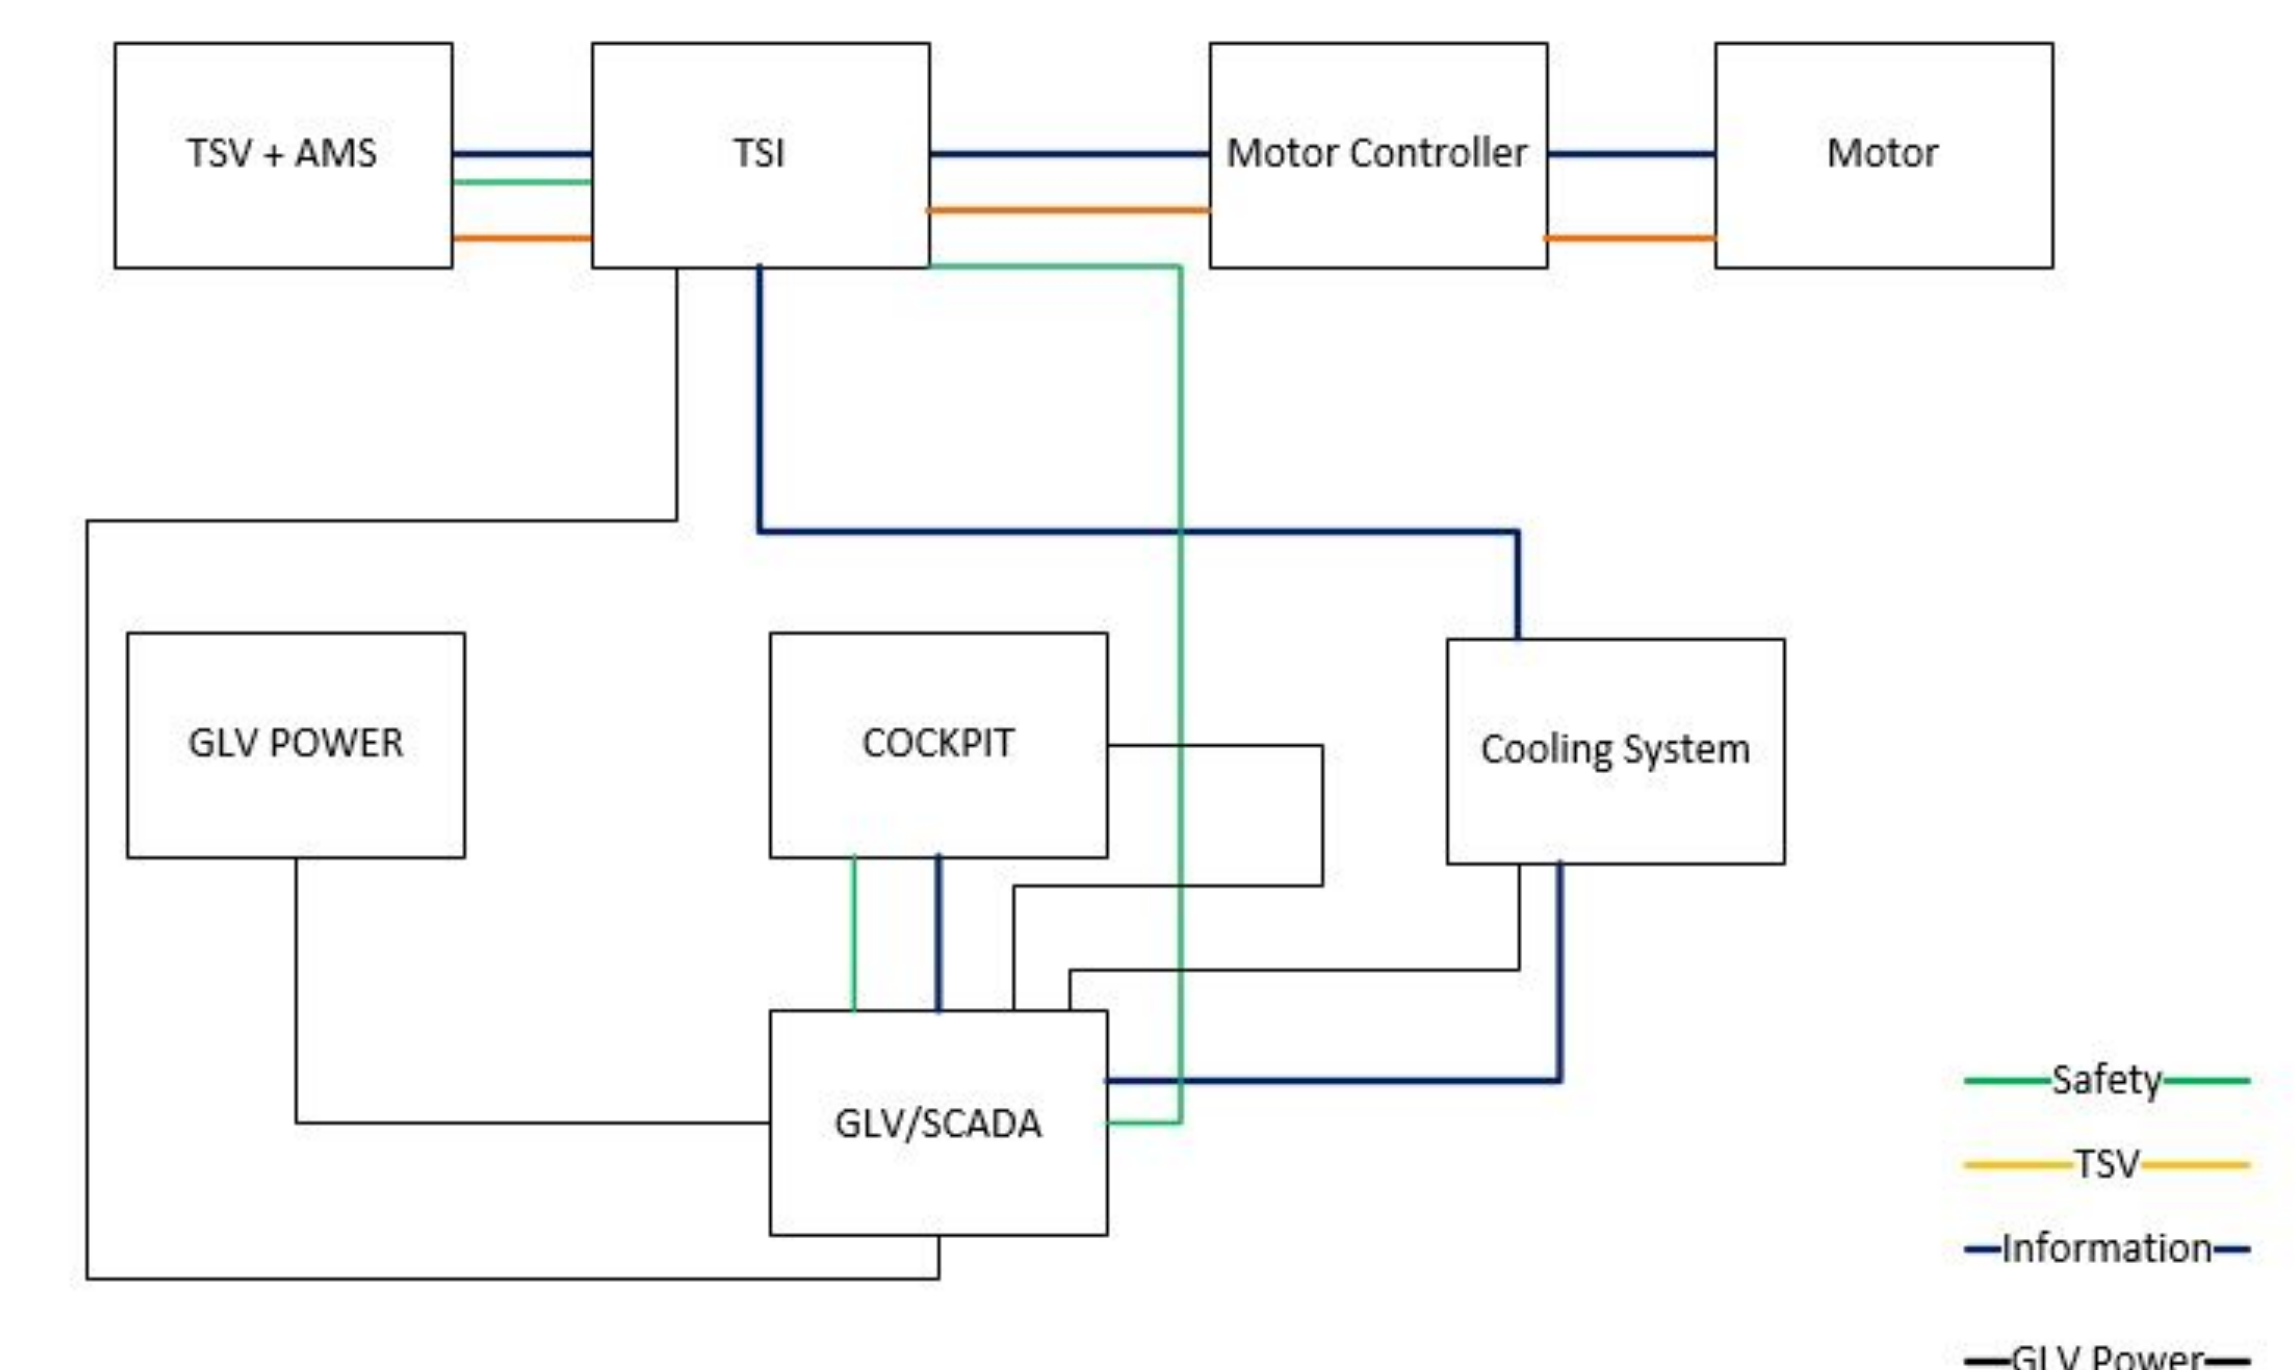 TSV + AMS
TSI
Motor Controller
Motor
GLV POWER
COCKPIT
Cooling System
GLV/SCADA
Safety
TSV
Information
GLV Power